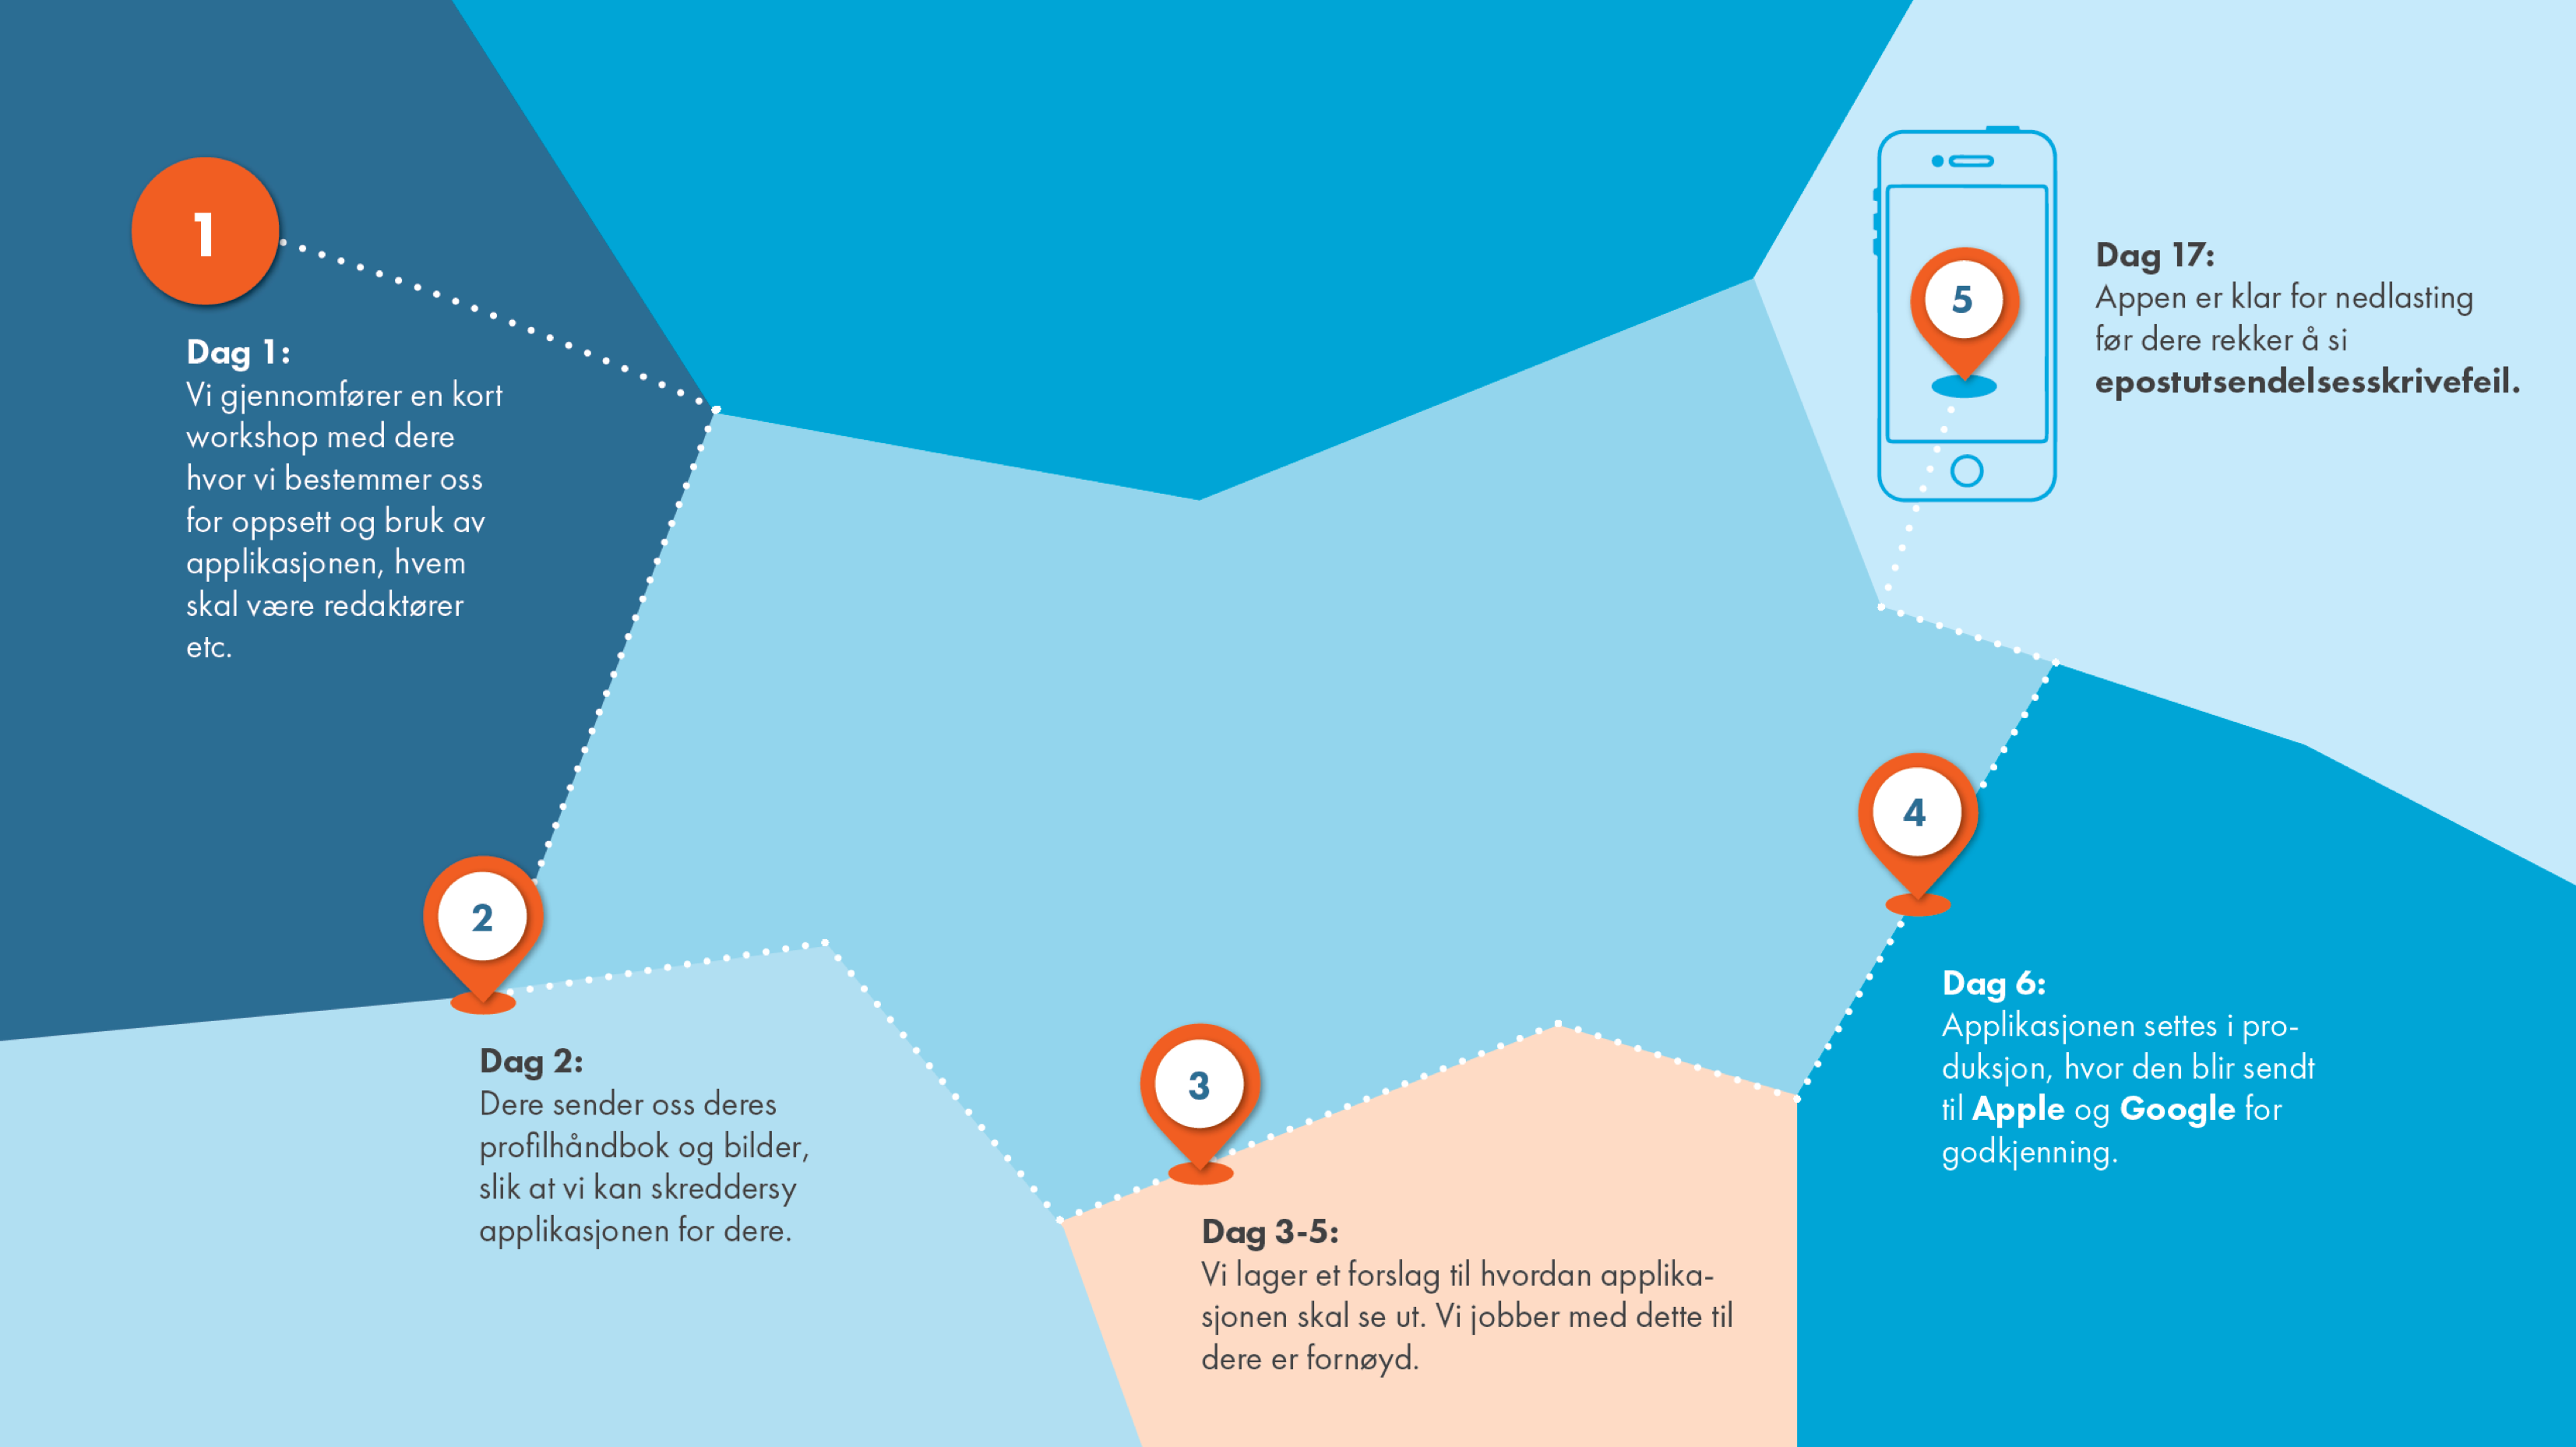 1
Dag 1:
Vi gjennomfører en kort
workshop med dere
hvor vi bestemmer oss
for oppsett og bruk av
applikasjonen, hvem
skal være redaktører
etc.
2
Dag 2:
Dere sender oss deres
profilhåndbok og bilder,
slik at vi kan skreddersy
applikasjonen for dere.
3
Dag 3-5:
Vi lager et forslag til hvordan applika-
sjonen skal se ut. Vi jobber med dette til
dere er fornøyd.
4
Dag 6:
Applikasjonen settes i pro-
duksjon, hvor den blir sendt
til Apple og Google for
godkjenning.
5
Dag 17:
Appen er klar for nedlasting
før dere rekker å si
epostutsendelsesskrivefeil.